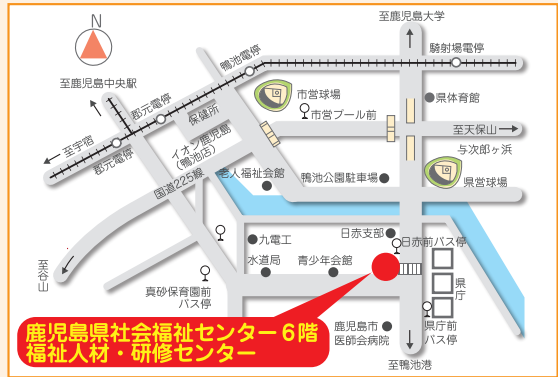 N
至鹿児島大学
騎射場電停
鴨池電停
至鹿児島中央駅
市営球場
県体育館
郡元電停
保健所
市営プール前
至天保山
至宇宿
イオン鹿児島
(鴨池店)
与次郎ヶ浜
郡元電停
国道225線
老人福祉会館
鴨池公園駐車場
県営球場
日赤支部
九電工
日赤前バス停
至谷山
水道局
青少年会館
県庁
真砂保育園前
バス停
鹿児島市
医師会病院
県庁前
バス停
鹿児島県社会福祉センター6階
福祉人材・研修センター
至鴨池港